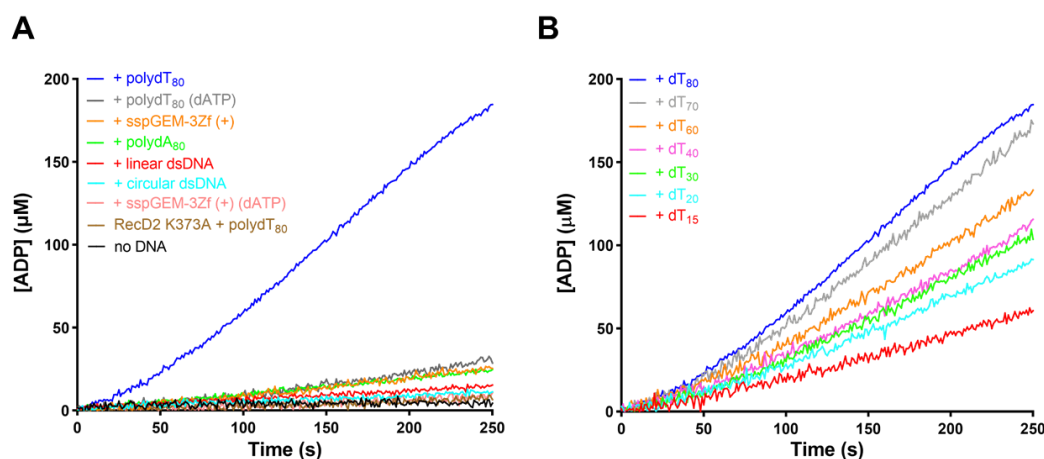 A
[ADP] (µM)
200
150
100
50
0
+ polydT80
+ polydT80 (dATP)
+ sspGEM-3Zf (+)
+ polydA80
+ linear dsDNA
+ circular dsDNA
+ sspGEM-3Zf (+) (dATP)
RecD2 K373A + polydT80
no DNA
0 50 100 150 200 250
Time (s)
B
[ADP] (µM)
200
150
100
50
0
+ dT80
+ dT70
+ dT60
+ dT40
+ dT30
+ dT20
+ dT15
0 50 100 150 200 250
Time (s)